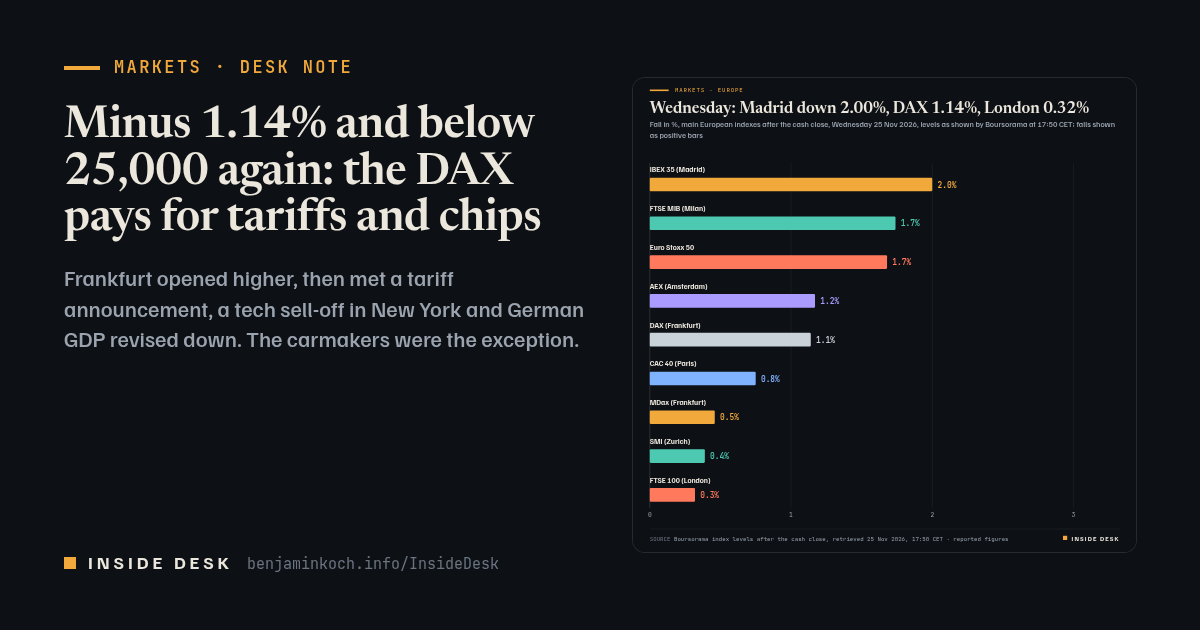 MARKETS · DESK NOTE
Minus 1.14% and below
25,000 again: the DAX
pays for tariffs and chips
Frankfurt opened higher, then met a tariff
announcement, a tech sell-off in New York and German
GDP revised down. The carmakers were the exception.
INSIDE DESK benjaminkoch.info/InsideDesk
MARKETS · EUROPE
Wednesday: Madrid down 2.00%, DAX 1.14%, London 0.32%
Fall in %, main European indexes after the cash close, Wednesday 25 Nov 2026, levels as shown by Boursorama at 17:50 CET; falls shown
as positive bars
IBEX 35 (Madrid)
2.0%
FTSE MIB (Milan)
1.7%
Euro Stoxx 50
1.7%
AEX (Amsterdam)
1.2%
DAX (Frankfurt)
1.1%
CAC 40 (Paris)
0.8%
MDax (Frankfurt)
0.5%
SMI (Zurich)
0.4%
FTSE 100 (London)
0.3%
0 1 2 3
SOURCE Boursorama index levels after the cash close, retrieved 25 Nov 2026, 17:50 CET · reported figures
INSIDE DESK